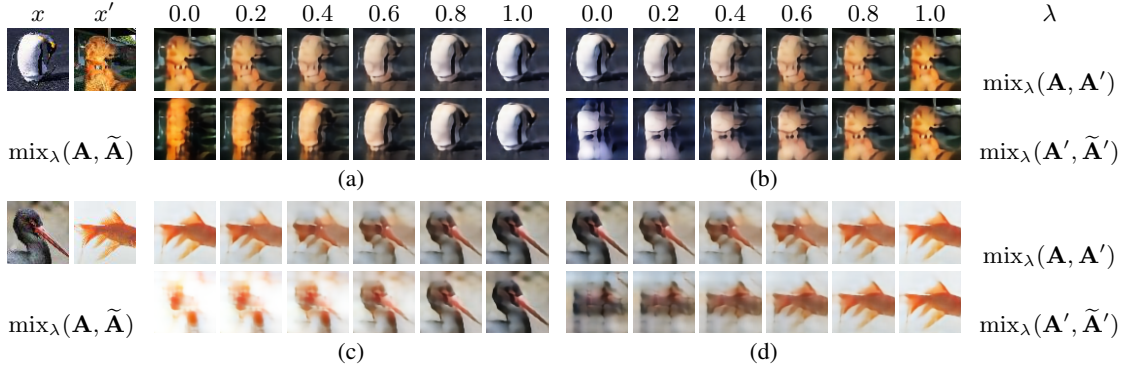 x x′ 0.0 0.2 0.4 0.6 0.8 1.0 0.0 0.2 0.4 0.6 0.8 1.0 λ
mix_λ(A, A′)
mix_λ(A, Ã) mix_λ(A′, Ã′)
(a) (b)
mix_λ(A, A′)
mix_λ(A, Ã) mix_λ(A′, Ã′)
(c) (d)